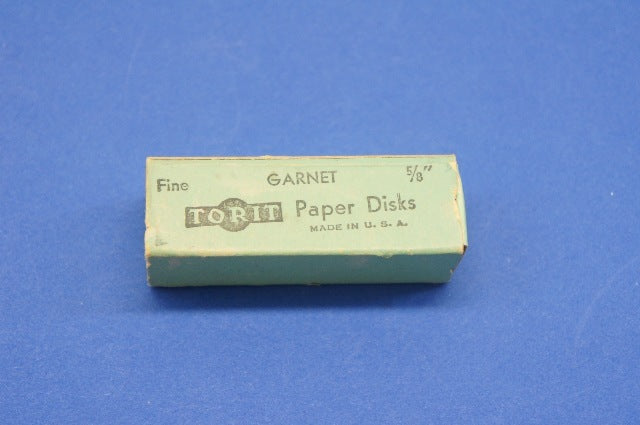 Fine GARNET 5/8"
TORIT Paper Disks
MADE IN U. S. A.